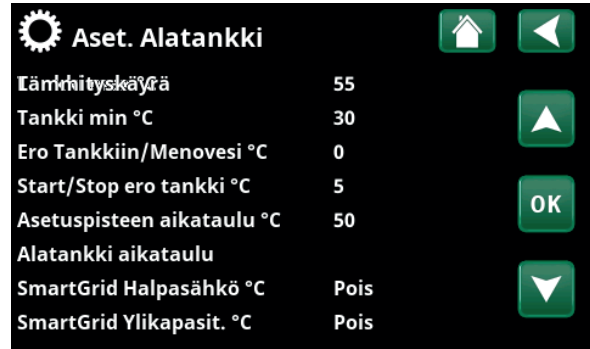 Aset. Alatankki
Lämmityskäyrä 55
Tankki min °C 30
Ero Tankkiin/Menovesi °C 0
Start/Stop ero tankki °C 5
Asetuspisteen aikataulu °C 50
OK
Alatankki aikataulu
SmartGrid Halpasähkö °C Pois
SmartGrid Ylikapasit. °C Pois